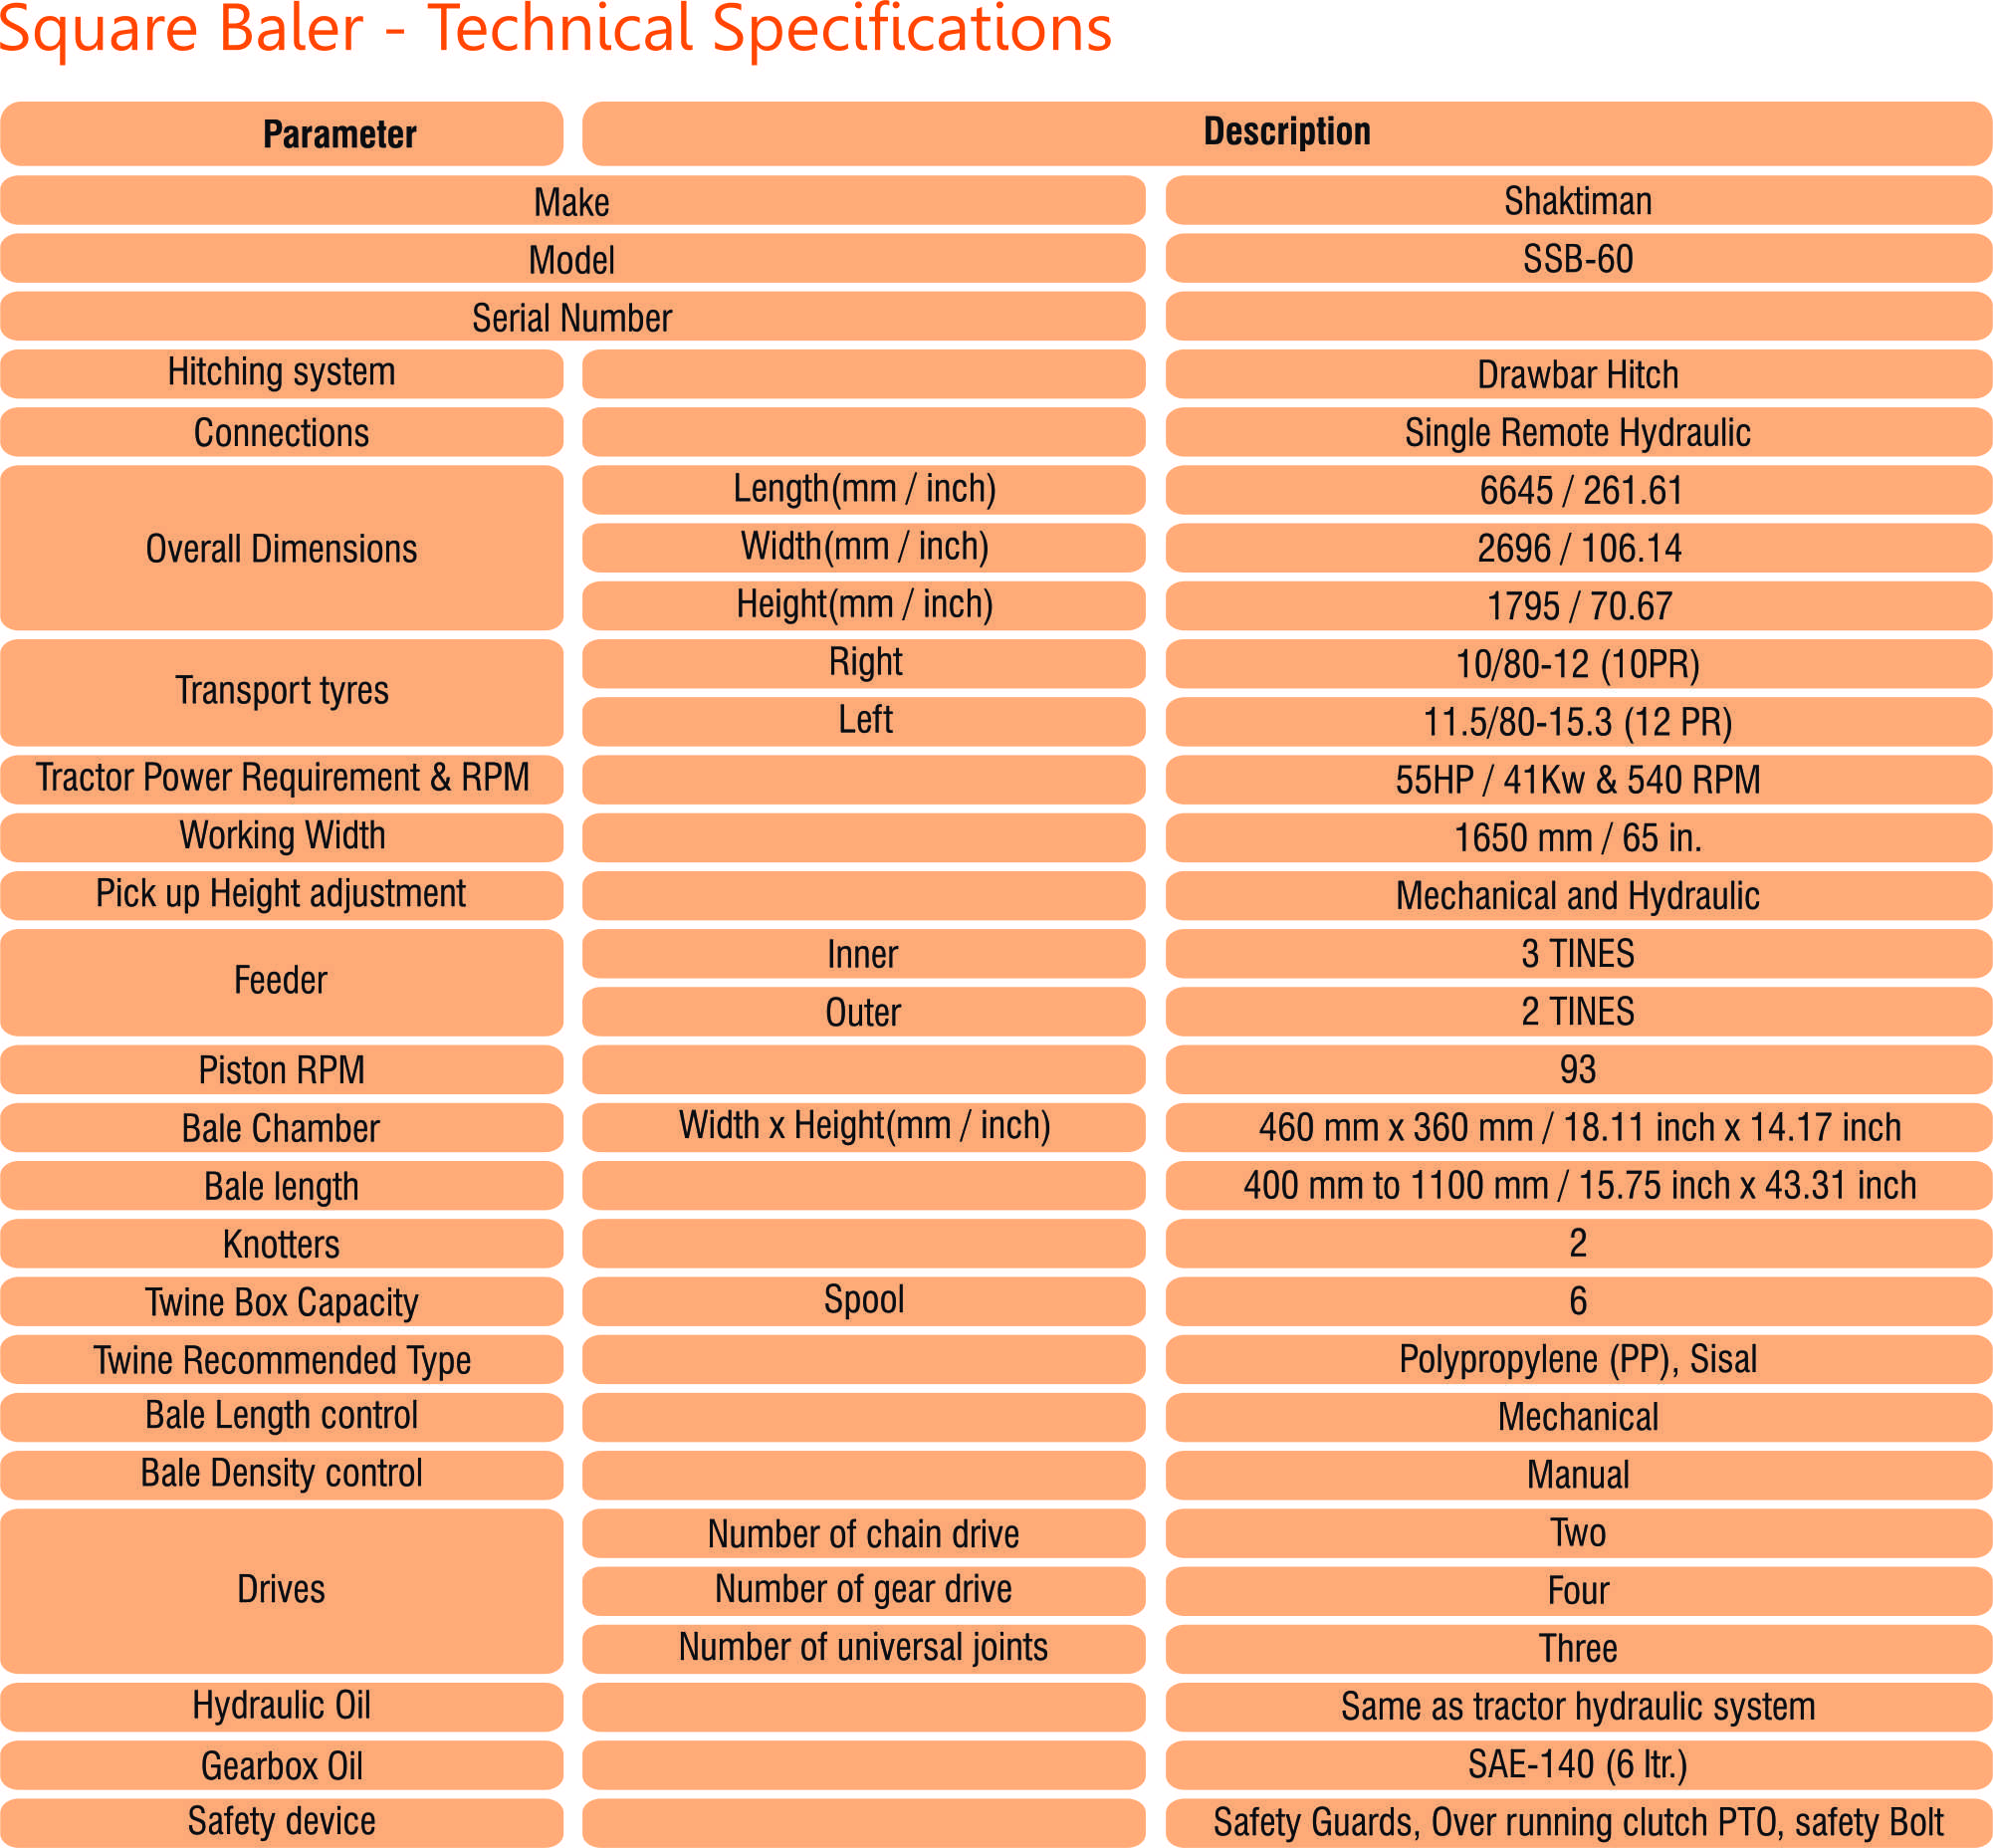 Square Baler - Technical Specifications
Parameter Description
Make Shaktiman
Model SSB-60
Serial Number
Hitching system Drawbar Hitch
Connections Single Remote Hydraulic
Overall Dimensions
Length(mm / inch) 6645 / 261.61
Width(mm / inch) 2696 / 106.14
Height(mm / inch) 1795 / 70.67
Transport tyres
Right 10/80-12 (10PR)
Left 11.5/80-15.3 (12 PR)
Tractor Power Requirement & RPM 55HP / 41Kw & 540 RPM
Working Width 1650 mm / 65 in.
Pick up Height adjustment Mechanical and Hydraulic
Feeder
Inner 3 TINES
Outer 2 TINES
Piston RPM 93
Bale Chamber Width x Height(mm / inch) 460 mm x 360 mm / 18.11 inch x 14.17 inch
Bale length 400 mm to 1100 mm / 15.75 inch x 43.31 inch
Knotters 2
Twine Box Capacity Spool 6
Twine Recommended Type Polypropylene (PP), Sisal
Bale Length control Mechanical
Bale Density control Manual
Drives
Number of chain drive Two
Number of gear drive Four
Number of universal joints Three
Hydraulic Oil Same as tractor hydraulic system
Gearbox Oil SAE-140 (6 ltr.)
Safety device Safety Guards, Over running clutch PTO, safety Bolt